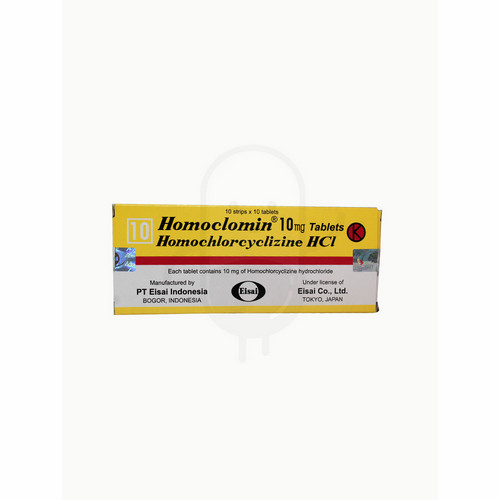 10 strips x 10 tablets
10 Homoclomin® 10mg Tablets K
Homochlorcyclizine HCl
Each tablet contains 10 mg of Homochlorcyclizine hydrochloride
Manufactured by
PT Eisai Indonesia
BOGOR, INDONESIA
Eisai
Under license of
Eisai Co., Ltd.
TOKYO, JAPAN